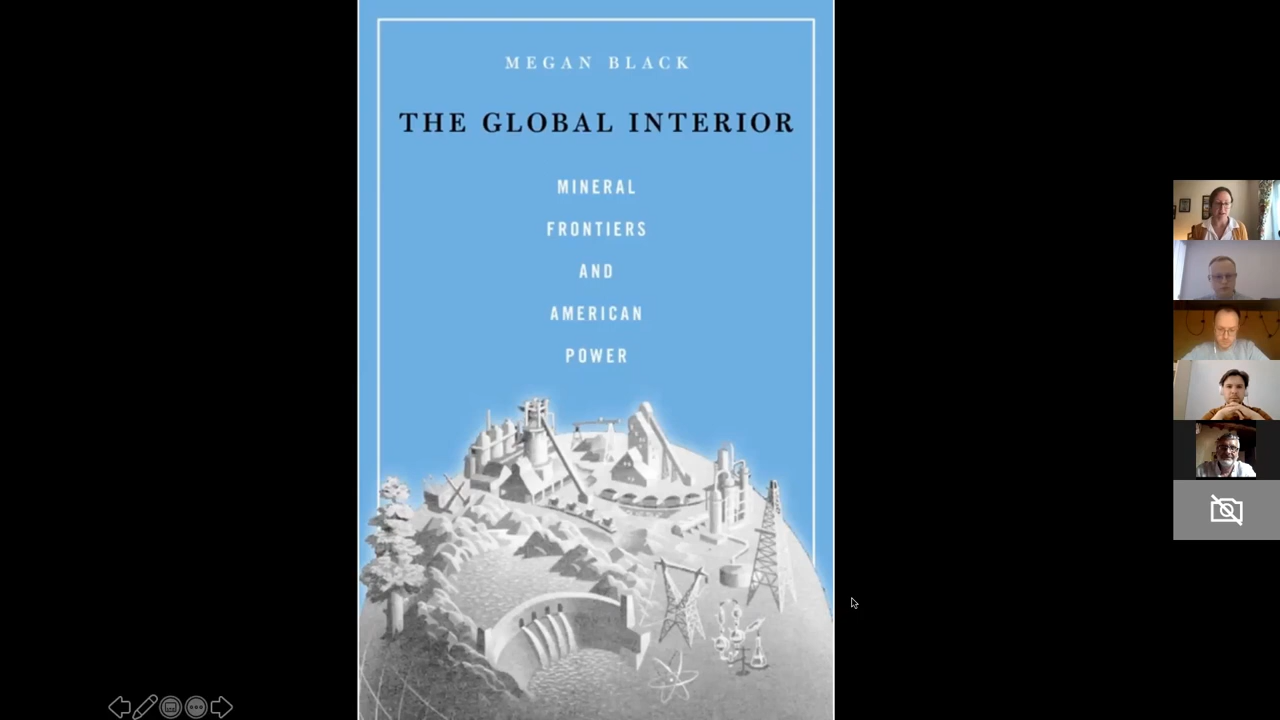 MEGAN BLACK
THE GLOBAL INTERIOR
MINERAL
FRONTIERS
AND
AMERICAN
POWER